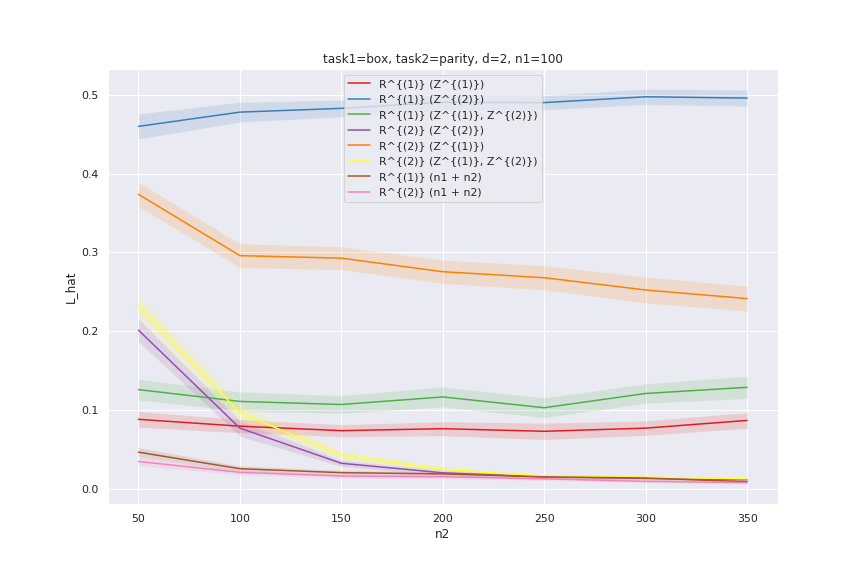 task1=box, task2=parity, d=2, n1=100
R^{(1)} (Z^{(1)})
R^{(1)} (Z^{(2)})
R^{(1)} (Z^{(1)}, Z^{(2)})
R^{(2)} (Z^{(2)})
R^{(2)} (Z^{(1)})
R^{(2)} (Z^{(1)}, Z^{(2)})
R^{(1)} (n1 + n2)
R^{(2)} (n1 + n2)
L_hat
0.5
0.4
0.3
0.2
0.1
0.0
50 100 150 200 250 300 350
n2